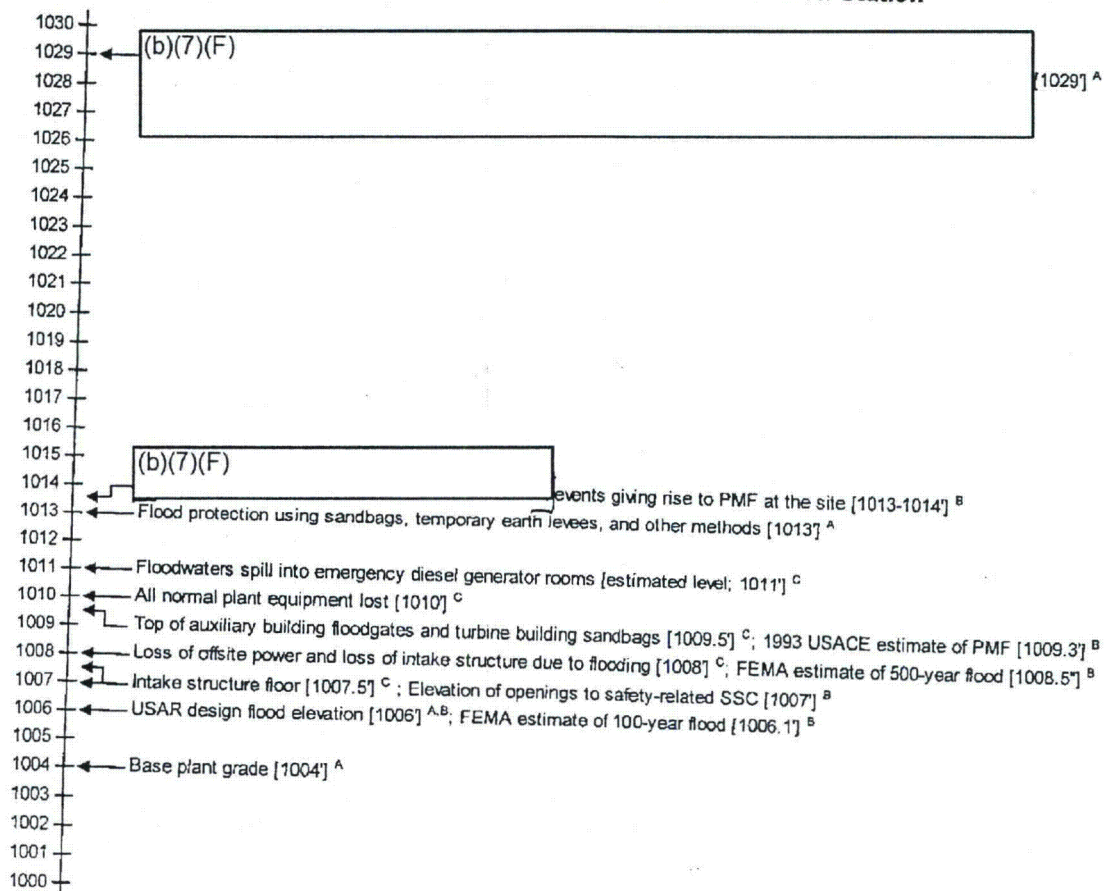 Station
1030
1029
(b)(7)(F)
[1029'] A
1028
1027
1026
1025
1024
1023
1022
1021
1020
1019
1018
1017
1016
1015
(b)(7)(F)
1014
events giving rise to PMF at the site [1013-1014'] B
1013
Flood protection using sandbags, temporary earth levees, and other methods [1013'] A
1012
1011
Floodwaters spill into emergency diesel generator rooms [estimated level; 1011'] C
1010
All normal plant equipment lost [1010'] C
1009
Top of auxiliary building floodgates and turbine building sandbags [1009.5'] C; 1993 USACE estimate of PMF [1009.3'] B
1008
Loss of offsite power and loss of intake structure due to flooding [1008'] C; FEMA estimate of 500-year flood [1008.5"] B
1007
Intake structure floor [1007.5'] C ; Elevation of openings to safety-related SSC [1007'] B
1006
USAR design flood elevation [1006'] A,B; FEMA estimate of 100-year flood [1006.1'] B
1005
1004
Base plant grade [1004'] A
1003
1002
1001
1000